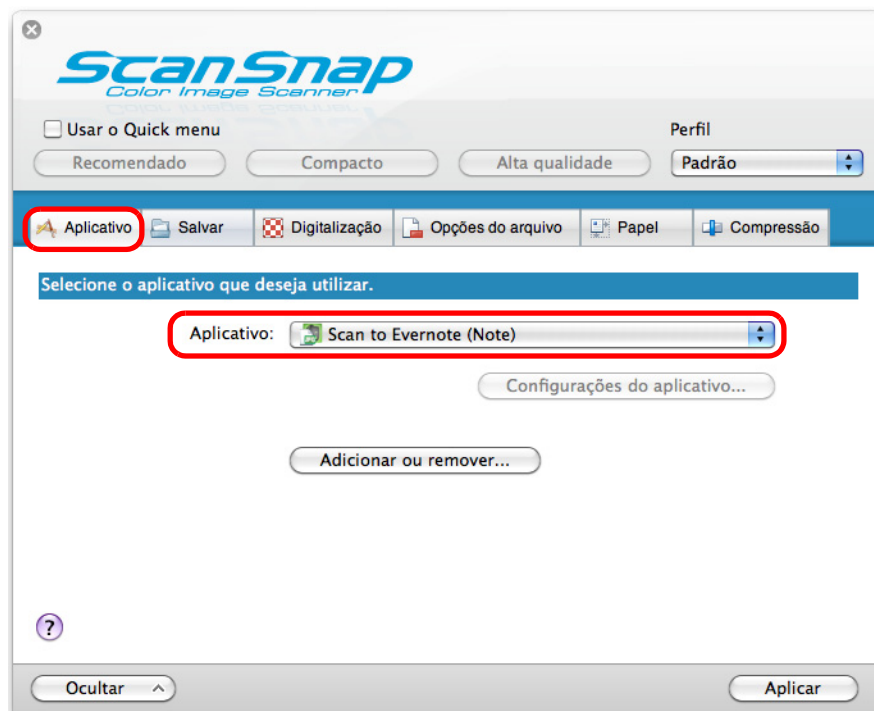 ScanSnap
Color Image Scanner
Usar o Quick menu
Perfil
Recomendado Compacto Alta qualidade Padrão
Aplicativo Salvar Digitalização Opções do arquivo Papel Compressão
Selecione o aplicativo que deseja utilizar.
Aplicativo: Scan to Evernote (Note)
Configurações do aplicativo...
Adicionar ou remover...
?
Ocultar Aplicar